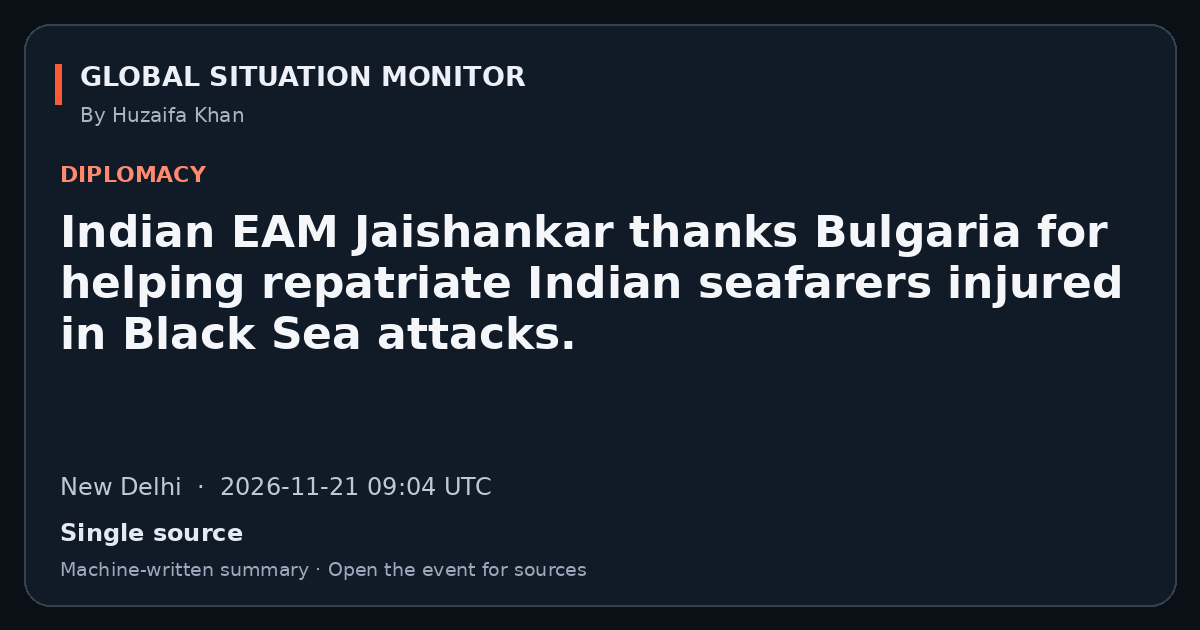 GLOBAL SITUATION MONITOR
By Huzaifa Khan
DIPLOMACY
Indian EAM Jaishankar thanks Bulgaria for
helping repatriate Indian seafarers injured
in Black Sea attacks.
New Delhi · 2026-11-21 09:04 UTC
Single source
Machine-written summary · Open the event for sources